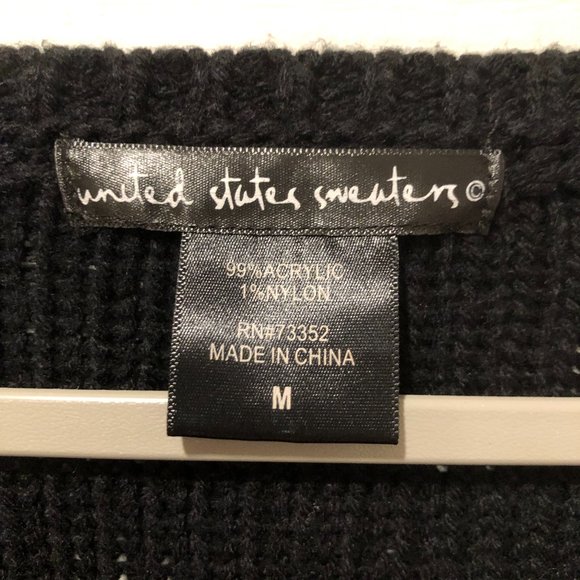 united states sweaters©
99%ACRYLIC
1%NYLON
RN#73352
MADE IN CHINA
M